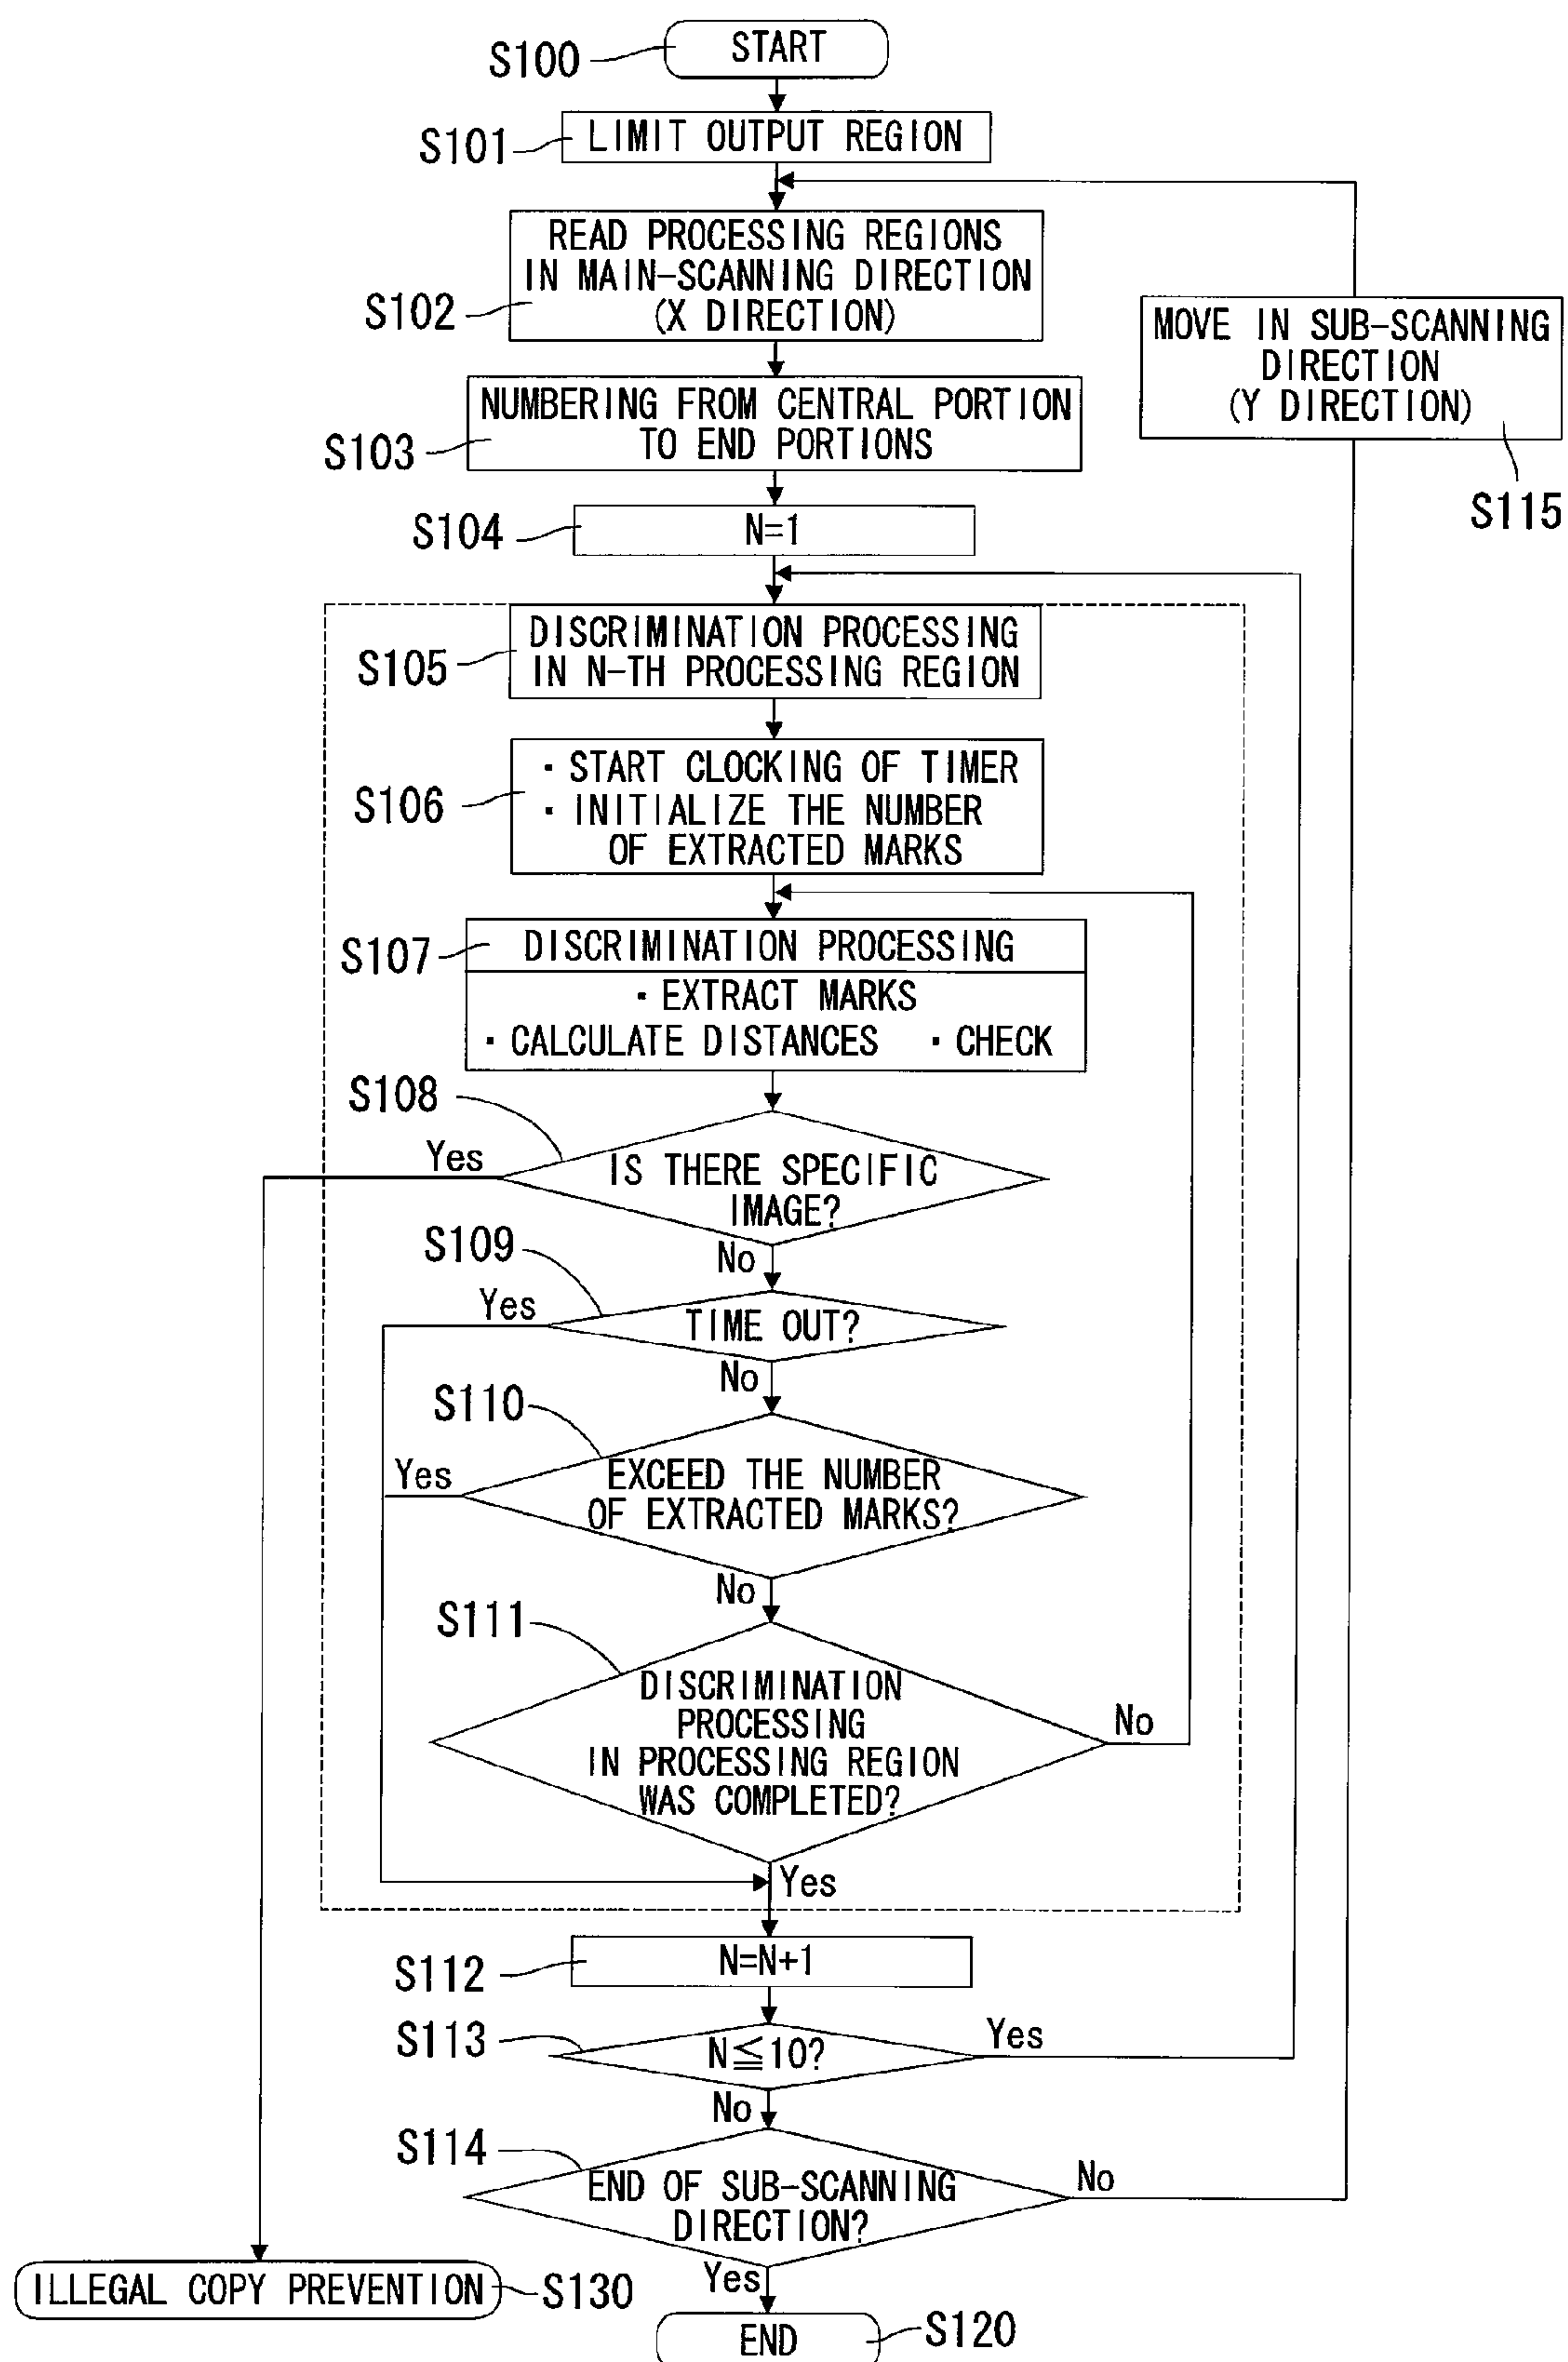 S100
START
S101
LIMIT OUTPUT REGION
S102
READ PROCESSING REGIONS
IN MAIN-SCANNING DIRECTION
(X DIRECTION)
MOVE IN SUB-SCANNING
DIRECTION
(Y DIRECTION)
S115
S103
NUMBERING FROM CENTRAL PORTION
TO END PORTIONS
S104
N=1
S105
DISCRIMINATION PROCESSING
IN N-TH PROCESSING REGION
S106
・START CLOCKING OF TIMER
・INITIALIZE THE NUMBER
OF EXTRACTED MARKS
S107
DISCRIMINATION PROCESSING
・EXTRACT MARKS
・CALCULATE DISTANCES ・CHECK
S108
Yes
IS THERE SPECIFIC
IMAGE?
No
S109
Yes
TIME OUT?
No
S110
Yes
EXCEED THE NUMBER
OF EXTRACTED MARKS?
No
S111
DISCRIMINATION
PROCESSING
IN PROCESSING REGION
WAS COMPLETED?
No
Yes
S112
N=N+1
S113
N≦10?
Yes
No
S114
END OF SUB-SCANNING
DIRECTION?
No
Yes
ILLEGAL COPY PREVENTION
S130
END
S120